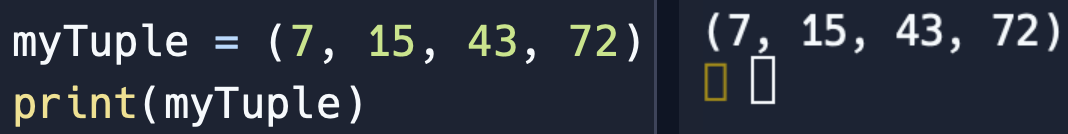 myTuple = (7, 15, 43, 72)
print(myTuple)
(7, 15, 43, 72)